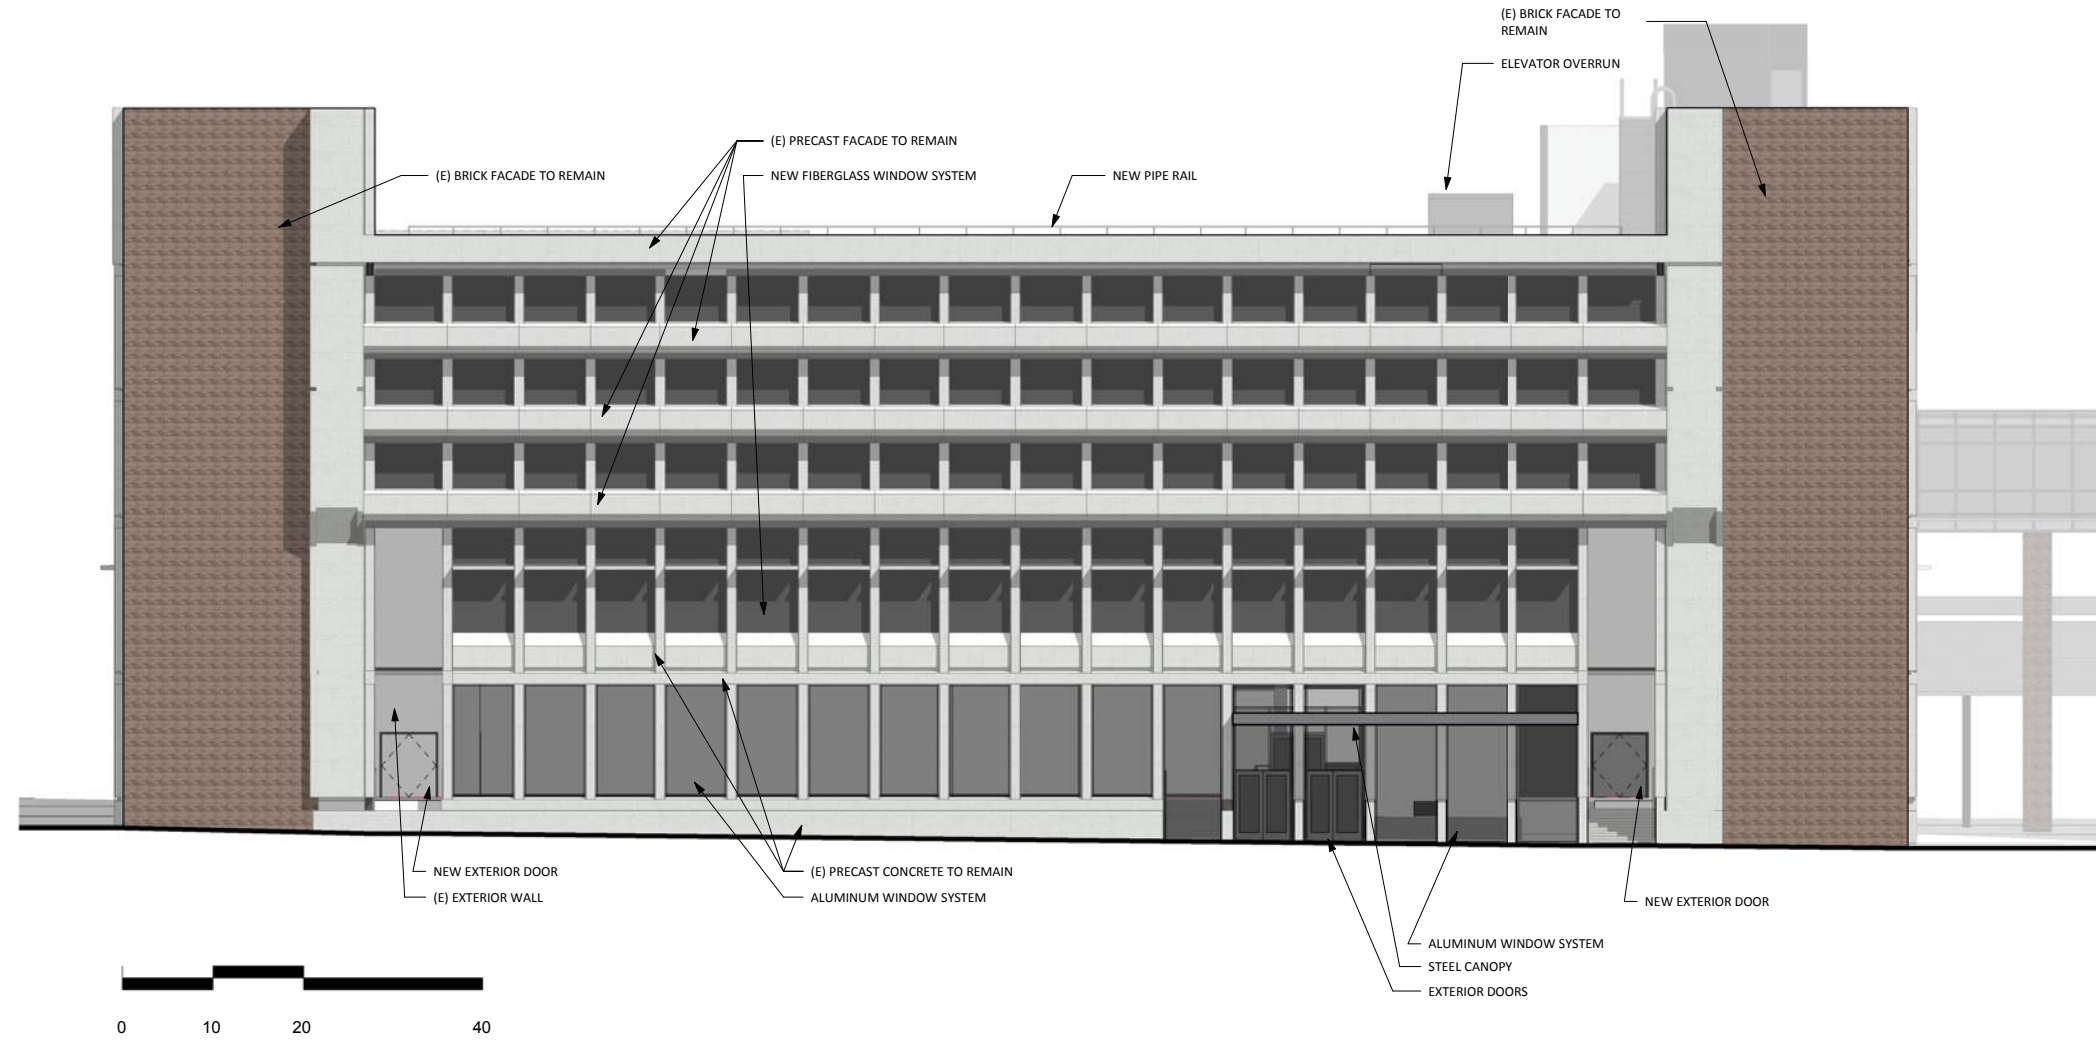 (E) BRICK FACADE TO
REMAIN
ELEVATOR OVERRUN
(E) PRECAST FACADE TO REMAIN
(E) BRICK FACADE TO REMAIN
NEW FIBERGLASS WINDOW SYSTEM
NEW PIPE RAIL
NEW EXTERIOR DOOR
(E) EXTERIOR WALL
(E) PRECAST CONCRETE TO REMAIN
ALUMINUM WINDOW SYSTEM
NEW EXTERIOR DOOR
ALUMINUM WINDOW SYSTEM
STEEL CANOPY
EXTERIOR DOORS
0 10 20 40